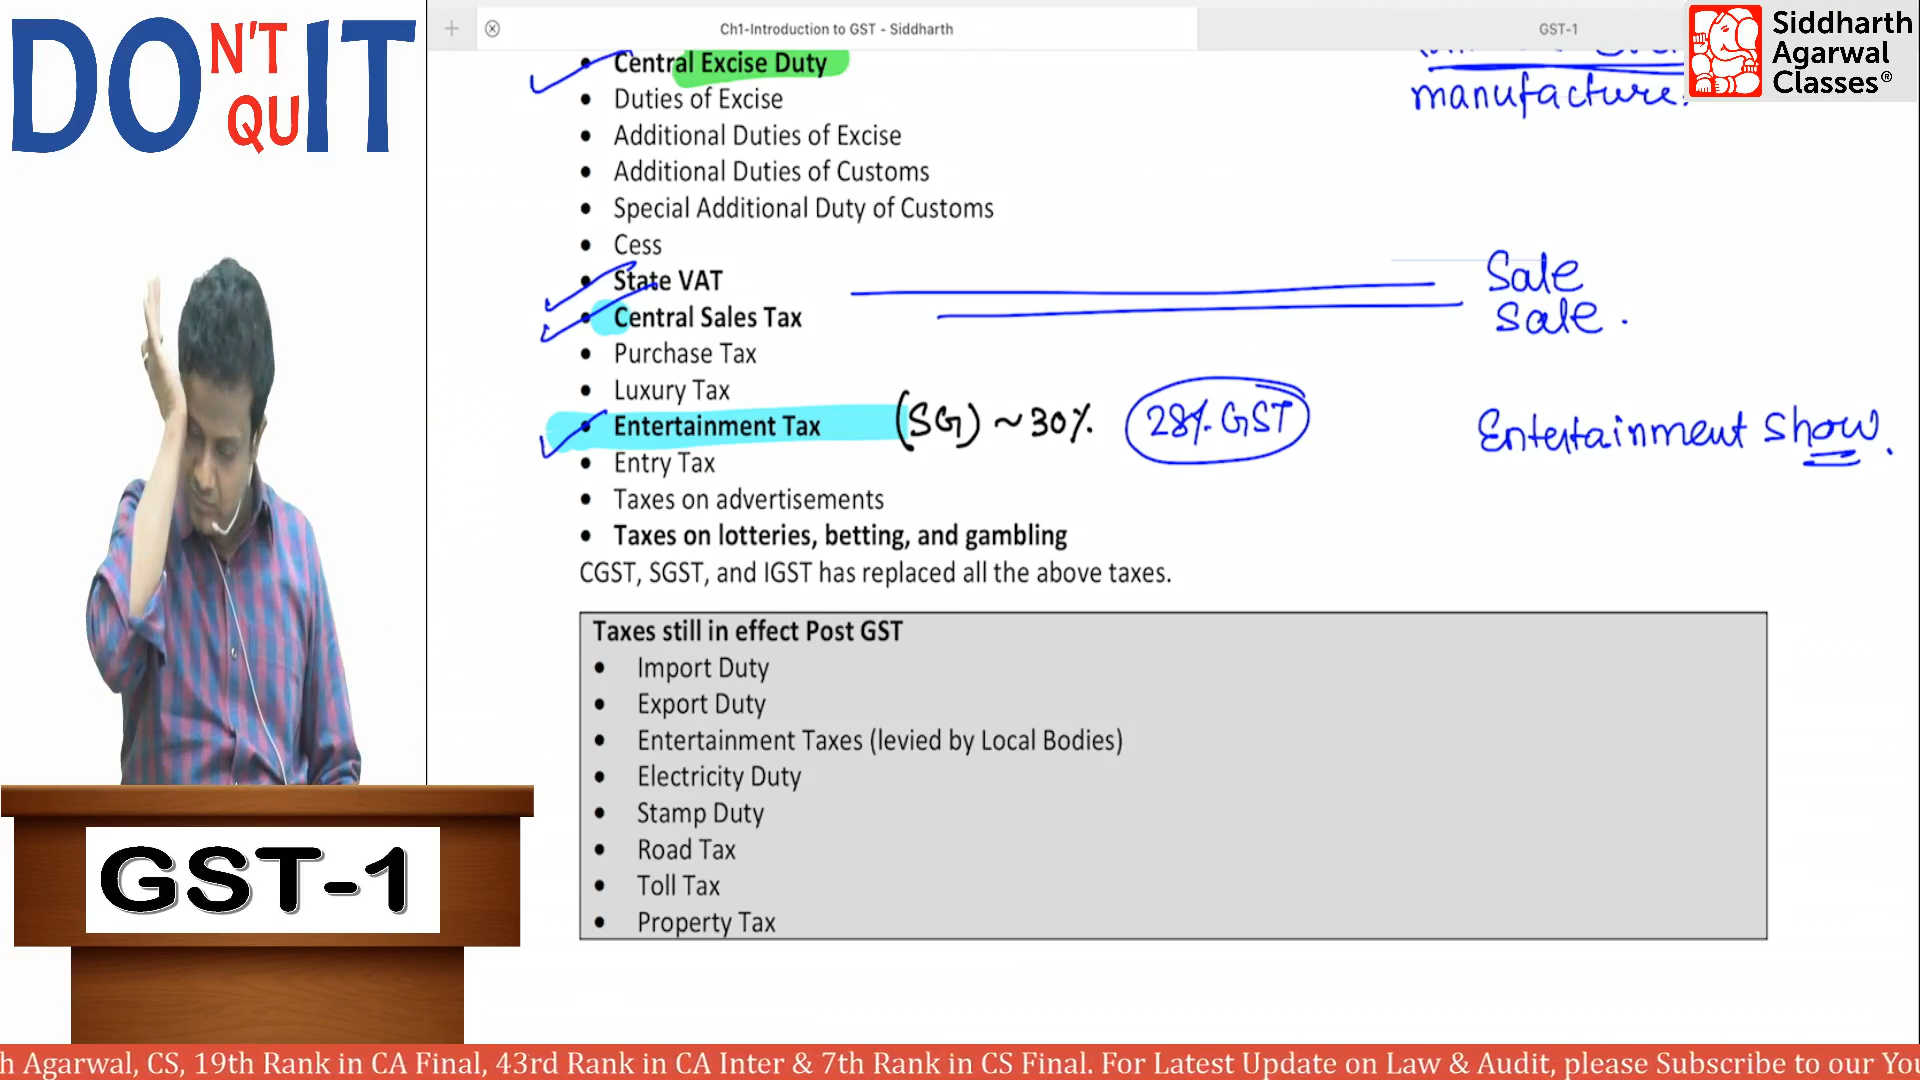 DON'T QUIT
Ch1-Introduction to GST - Siddharth
GST-1
Siddharth
Agarwal
Classes®
• Central Excise Duty
manufacture.
• Duties of Excise
• Additional Duties of Excise
• Additional Duties of Customs
• Special Additional Duty of Customs
• Cess
• State VAT
Sale
• Central Sales Tax
Sale.
• Purchase Tax
• Luxury Tax
• Entertainment Tax (SG) ~30% 28% GST Entertainment Show.
• Entry Tax
• Taxes on advertisements
• Taxes on lotteries, betting, and gambling
CGST, SGST, and IGST has replaced all the above taxes.
Taxes still in effect Post GST
• Import Duty
• Export Duty
• Entertainment Taxes (levied by Local Bodies)
• Electricity Duty
• Stamp Duty
• Road Tax
• Toll Tax
• Property Tax
GST-1
h Agarwal, CS, 19th Rank in CA Final, 43rd Rank in CA Inter & 7th Rank in CS Final. For Latest Update on Law & Audit, please Subscribe to our You